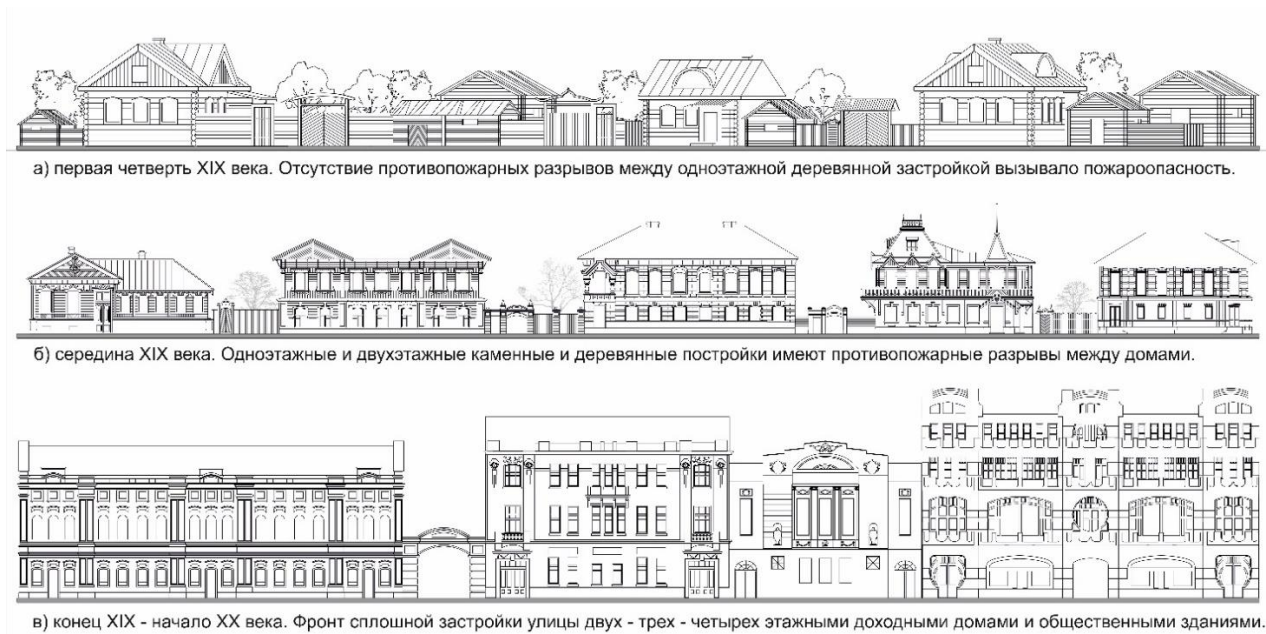 а) первая четверть XIX века. Отсутствие противопожарных разрывов между одноэтажной деревянной застройкой вызывало пожароопасность.
б) середина XIX века. Одноэтажные и двухэтажные каменные и деревянные постройки имеют противопожарные разрывы между домами.
в) конец XIX - начало XX века. Фронт сплошной застройки улицы двух - трех - четырех этажными доходными домами и общественными зданиями.